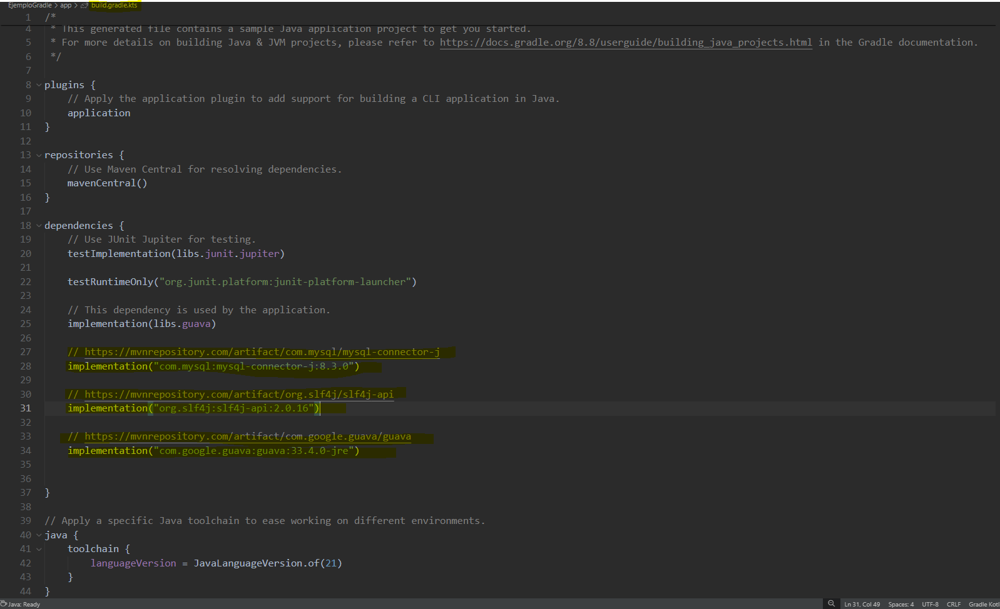 EjemploGradle > app > build.gradle.kts
1 /*
4 * This generated file contains a sample Java application project to get you started.
5 * For more details on building Java & JVM projects, please refer to https://docs.gradle.org/8.8/userguide/building_java_projects.html in the Gradle documentation.
6 */
7
8 plugins {
9 // Apply the application plugin to add support for building a CLI application in Java.
10 application
11 }
12
13 repositories {
14 // Use Maven Central for resolving dependencies.
15 mavenCentral()
16 }
17
18 dependencies {
19 // Use JUnit Jupiter for testing.
20 testImplementation(libs.junit.jupiter)
21
22 testRuntimeOnly("org.junit.platform:junit-platform-launcher")
23
24 // This dependency is used by the application.
25 implementation(libs.guava)
26
27 // https://mvnrepository.com/artifact/com.mysql/mysql-connector-j
28 implementation("com.mysql:mysql-connector-j:8.3.0")
29
30 // https://mvnrepository.com/artifact/org.slf4j/slf4j-api
31 implementation("org.slf4j:slf4j-api:2.0.16")
32
33 // https://mvnrepository.com/artifact/com.google.guava/guava
34 implementation("com.google.guava:guava:33.4.0-jre")
35
36
37 }
38
39 // Apply a specific Java toolchain to ease working on different environments.
40 java {
41 toolchain {
42 languageVersion = JavaLanguageVersion.of(21)
43 }
44 }
Java: Ready Ln 31, Col 49 Spaces: 4 UTF-8 CRLF Gradle Kotl